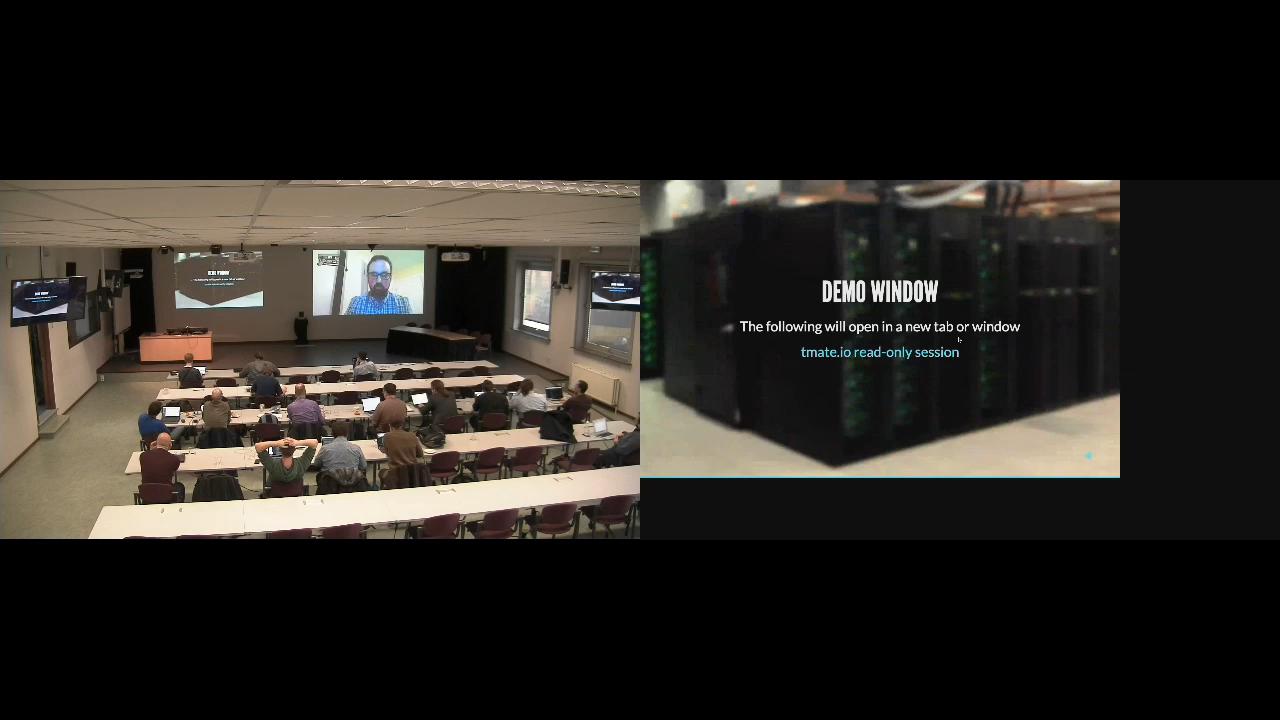 DEMO WINDOW
The following will open in a new tab or window
tmate.io read-only session